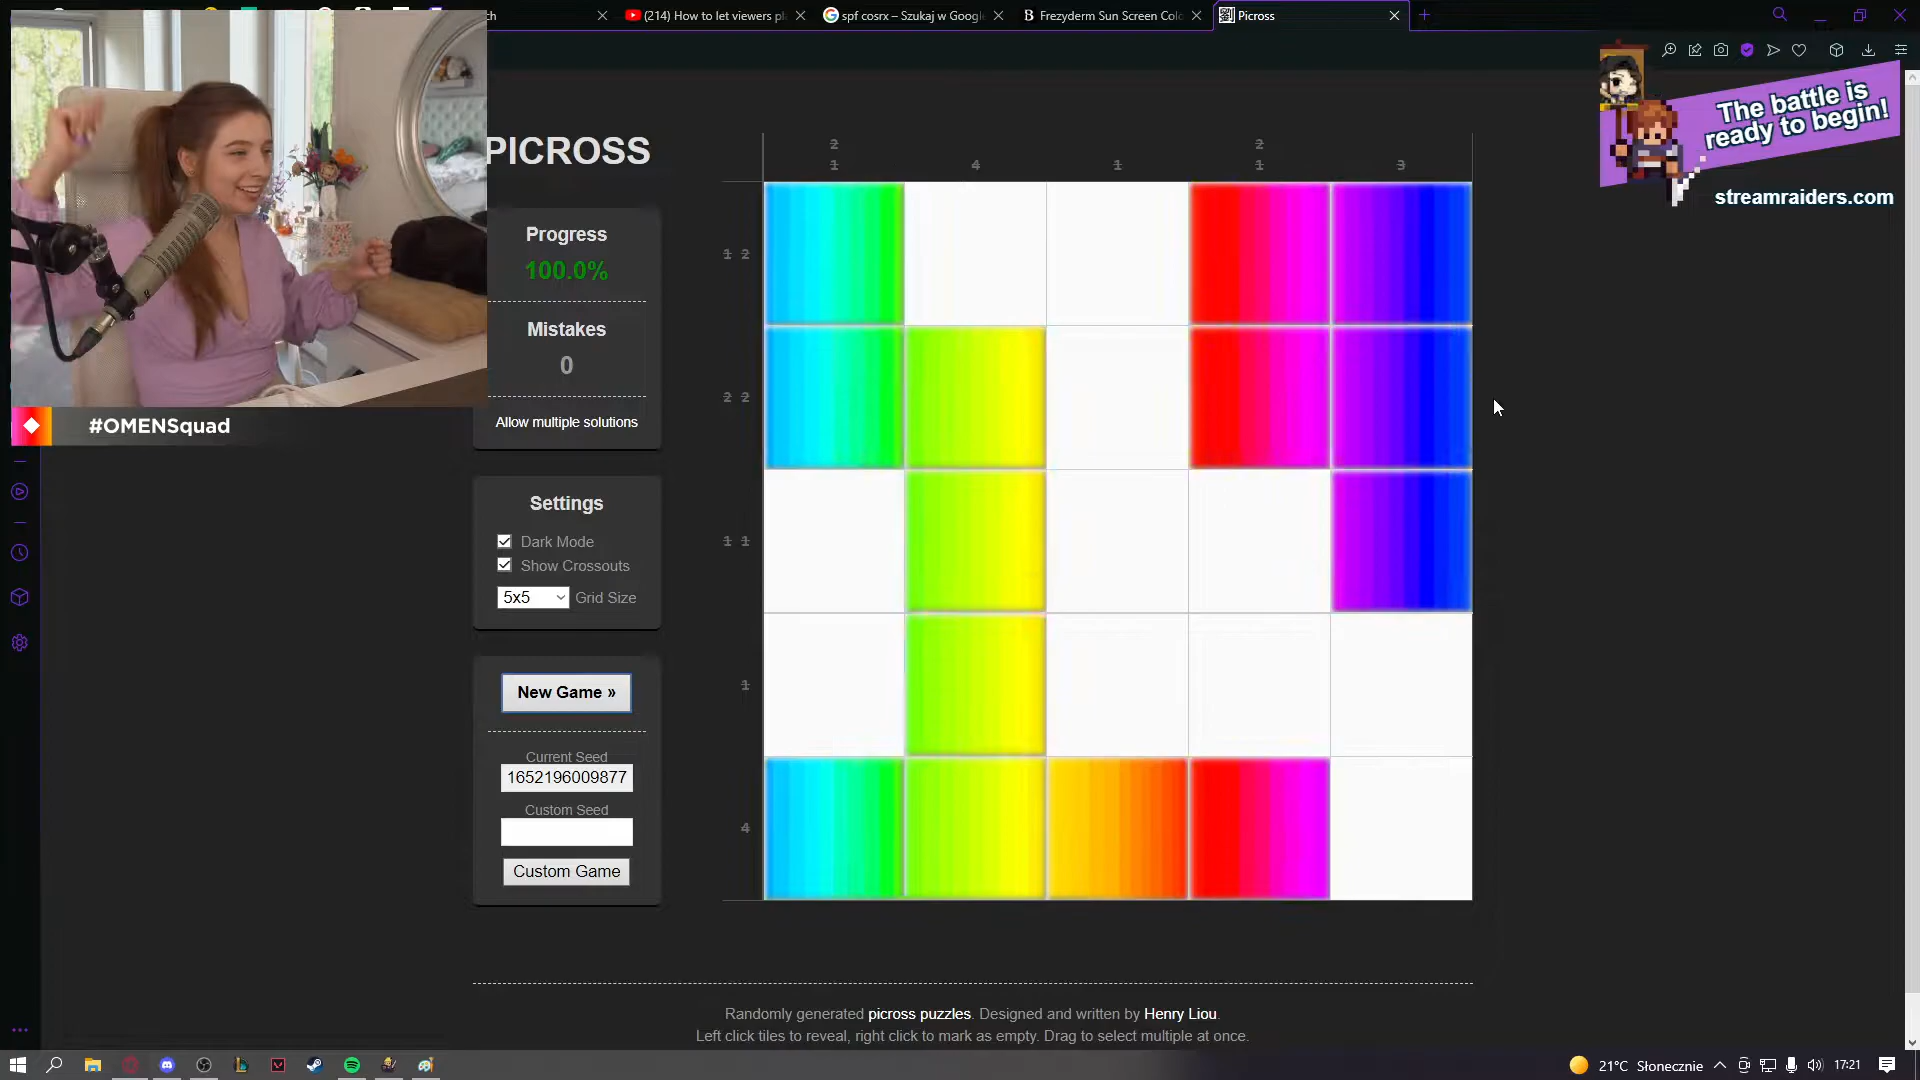 ch
(214) How to let viewers pl
spf cosrx – Szukaj w Google
B Frezyderm Sun Screen Colo
Picross
The battle is
ready to begin!
streamraiders.com
#OMENSquad
PICROSS
Progress
100.0%
Mistakes
0
Allow multiple solutions
Settings
Dark Mode
Show Crossouts
5x5 Grid Size
New Game »
Current Seed
1652196009877
Custom Seed
Custom Game
2 2
1 4 1 1 3
1 2
2 2
1 1
1
4
Randomly generated picross puzzles. Designed and written by Henry Liou.
Left click tiles to reveal, right click to mark as empty. Drag to select multiple at once.
21°C Słonecznie
17:21